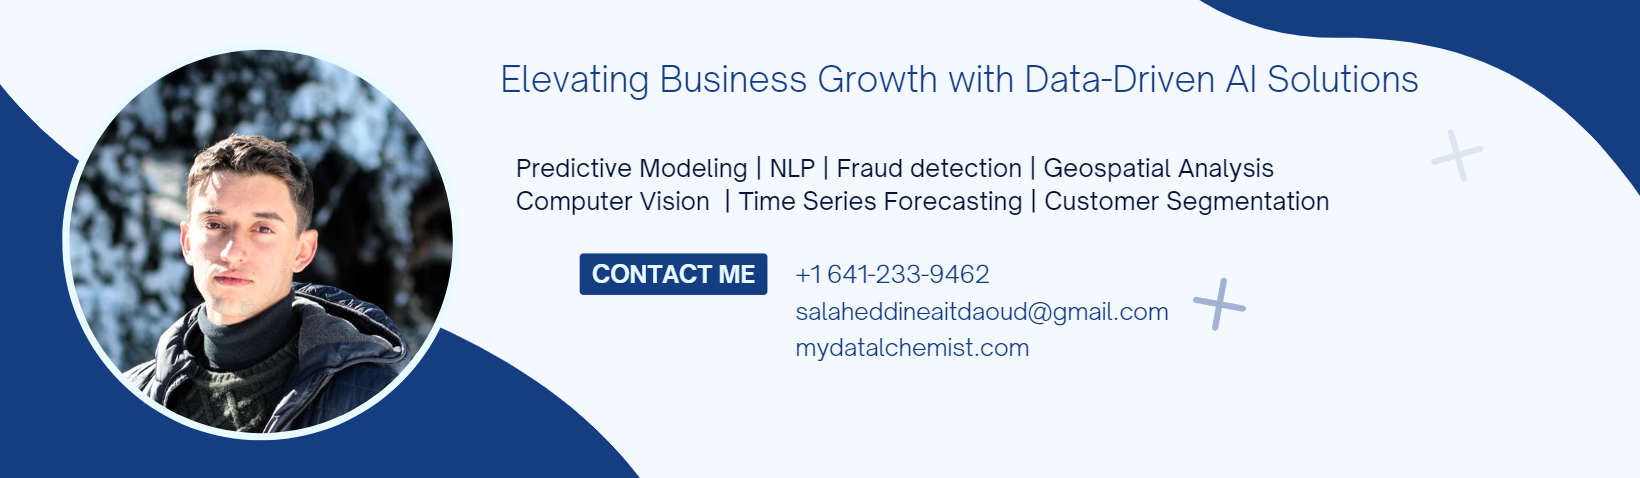 Elevating Business Growth with Data-Driven AI Solutions
Predictive Modeling | NLP | Fraud detection | Geospatial Analysis
Computer Vision | Time Series Forecasting | Customer Segmentation
CONTACT ME
+1 641-233-9462
salaheddineaitdaoud@gmail.com
mydatalchemist.com